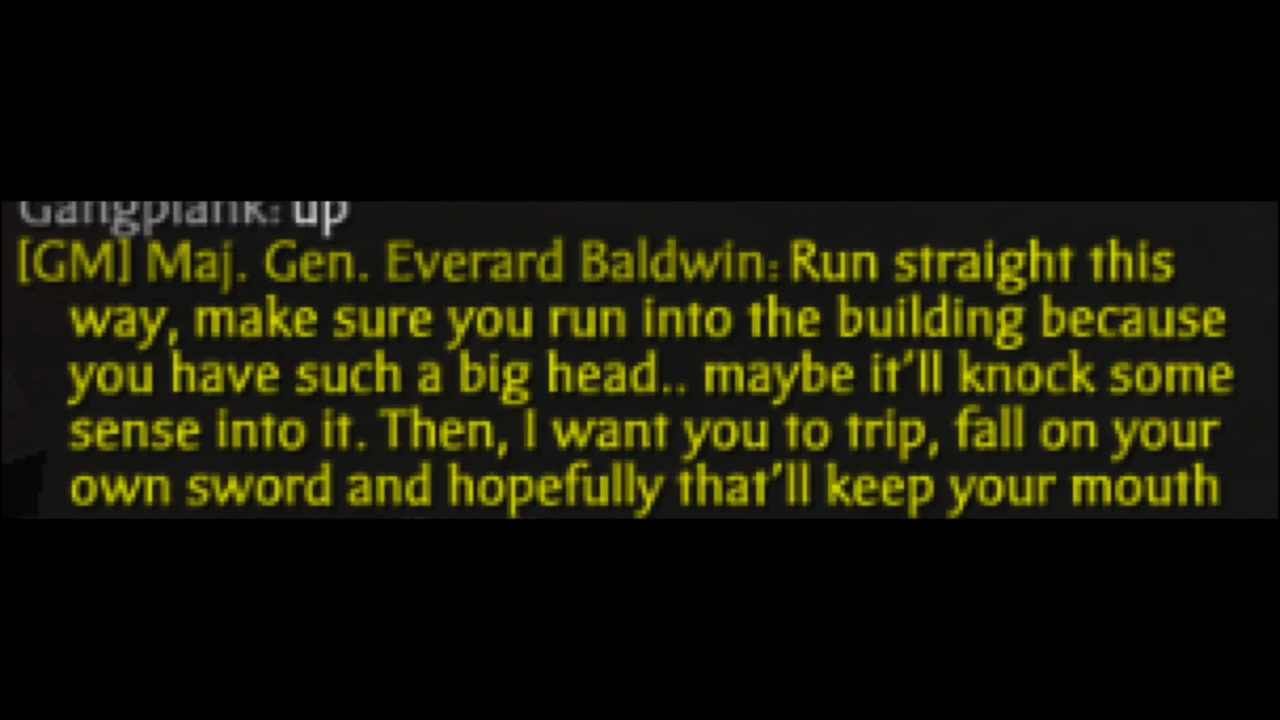 Gangplank: up
[GM] Maj. Gen. Everard Baldwin: Run straight this
way, make sure you run into the building because
you have such a big head.. maybe it'll knock some
sense into it. Then, I want you to trip, fall on your
own sword and hopefully that'll keep your mouth